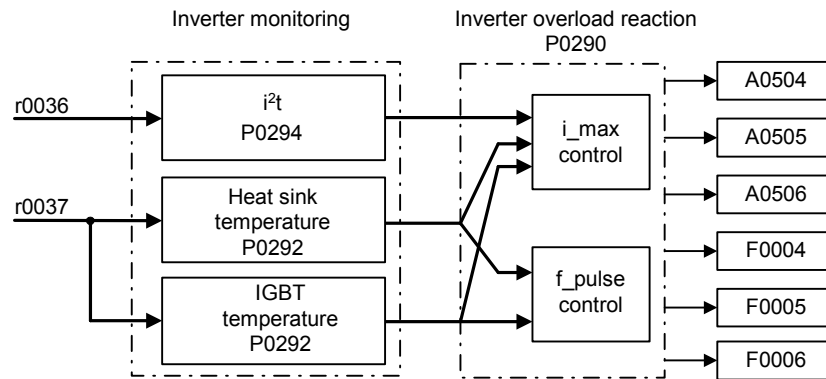 Inverter monitoring
Inverter overload reaction
P0290
r0036
i²t
P0294
r0037
Heat sink
temperature
P0292
IGBT
temperature
P0292
i_max
control
f_pulse
control
A0504
A0505
A0506
F0004
F0005
F0006